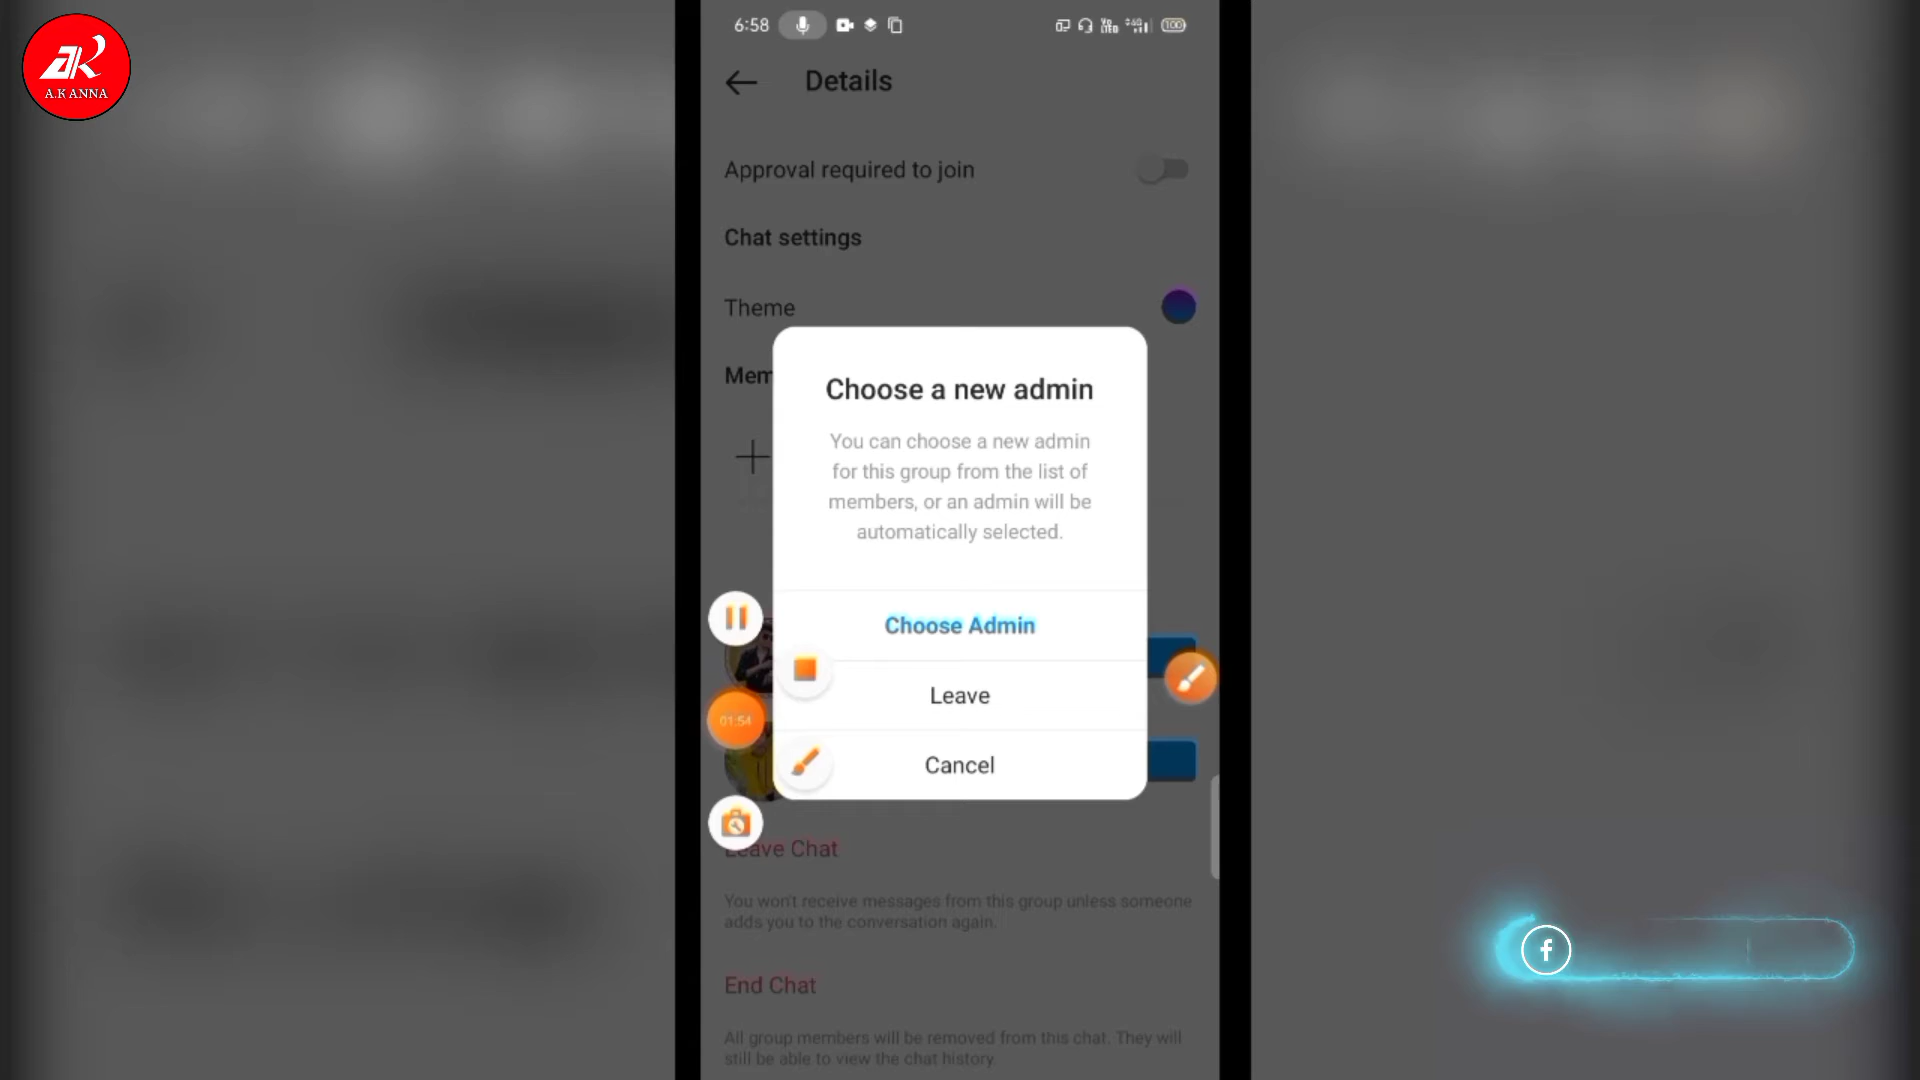 A.K ANNA
6:58
100
Details
Approval required to join
Chat settings
Theme
Mem
Choose a new admin
You can choose a new admin
for this group from the list of
members, or an admin will be
automatically selected.
Choose Admin
Leave
01:54
Cancel
Leave Chat
You won't receive messages from this group unless someone
adds you to the conversation again.
End Chat
All group members will be removed from this chat. They will
still be able to view the chat history.